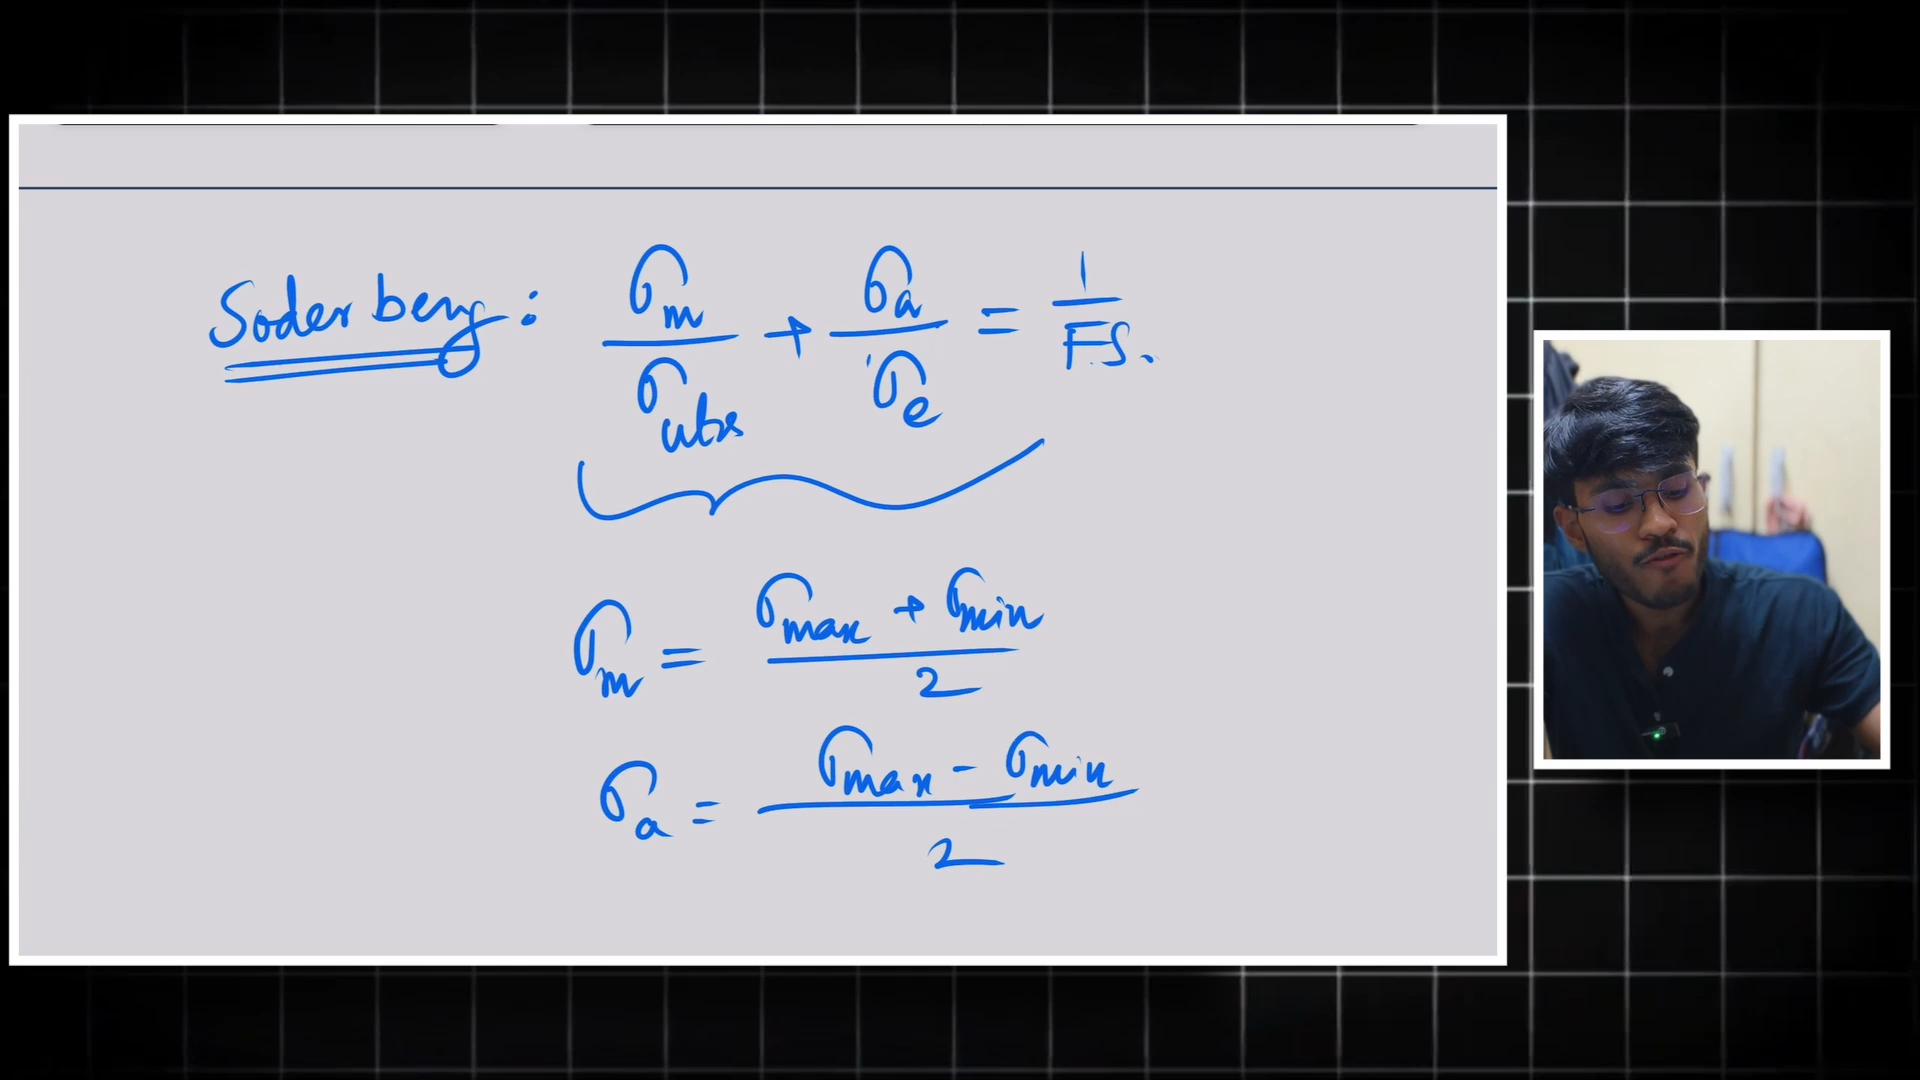 Soderberg: σm/σuts + σa/σe = 1/F.S.
σm = (σmax + σmin)/2
σa = (σmax - σmin)/2